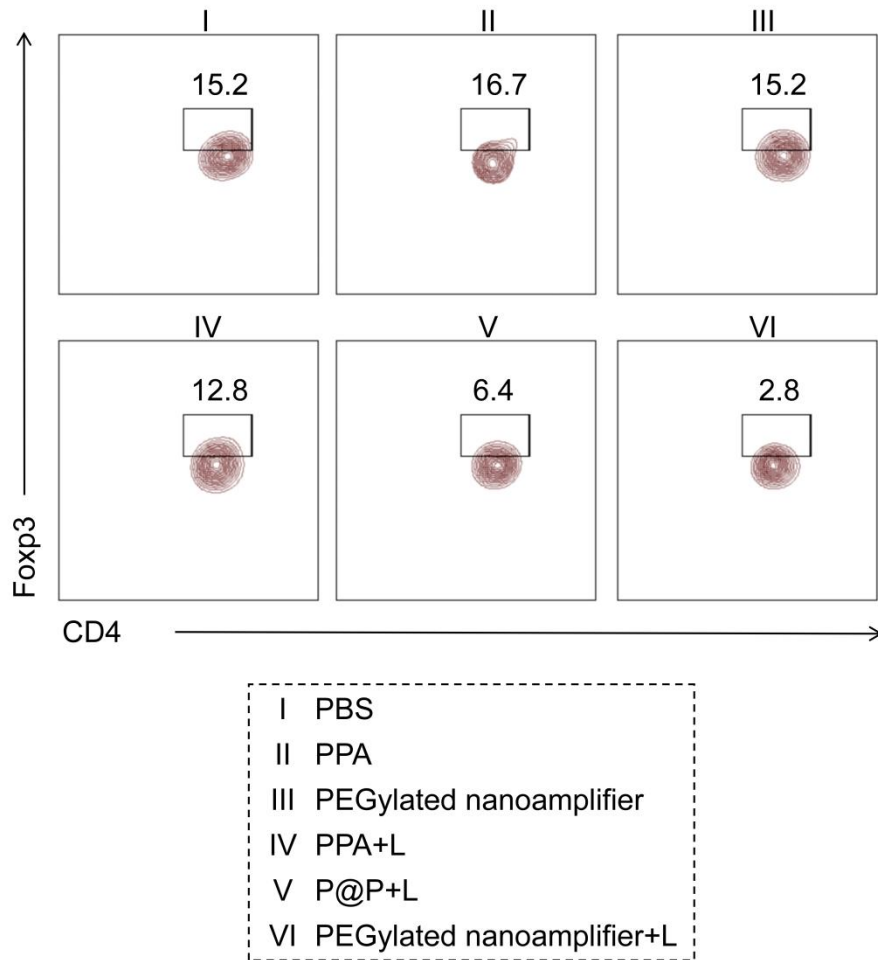 I II III
15.2 16.7 15.2
IV V VI
12.8 6.4 2.8
Foxp3
CD4
I PBS
II PPA
III PEGylated nanoamplifier
IV PPA+L
V P@P+L
VI PEGylated nanoamplifier+L